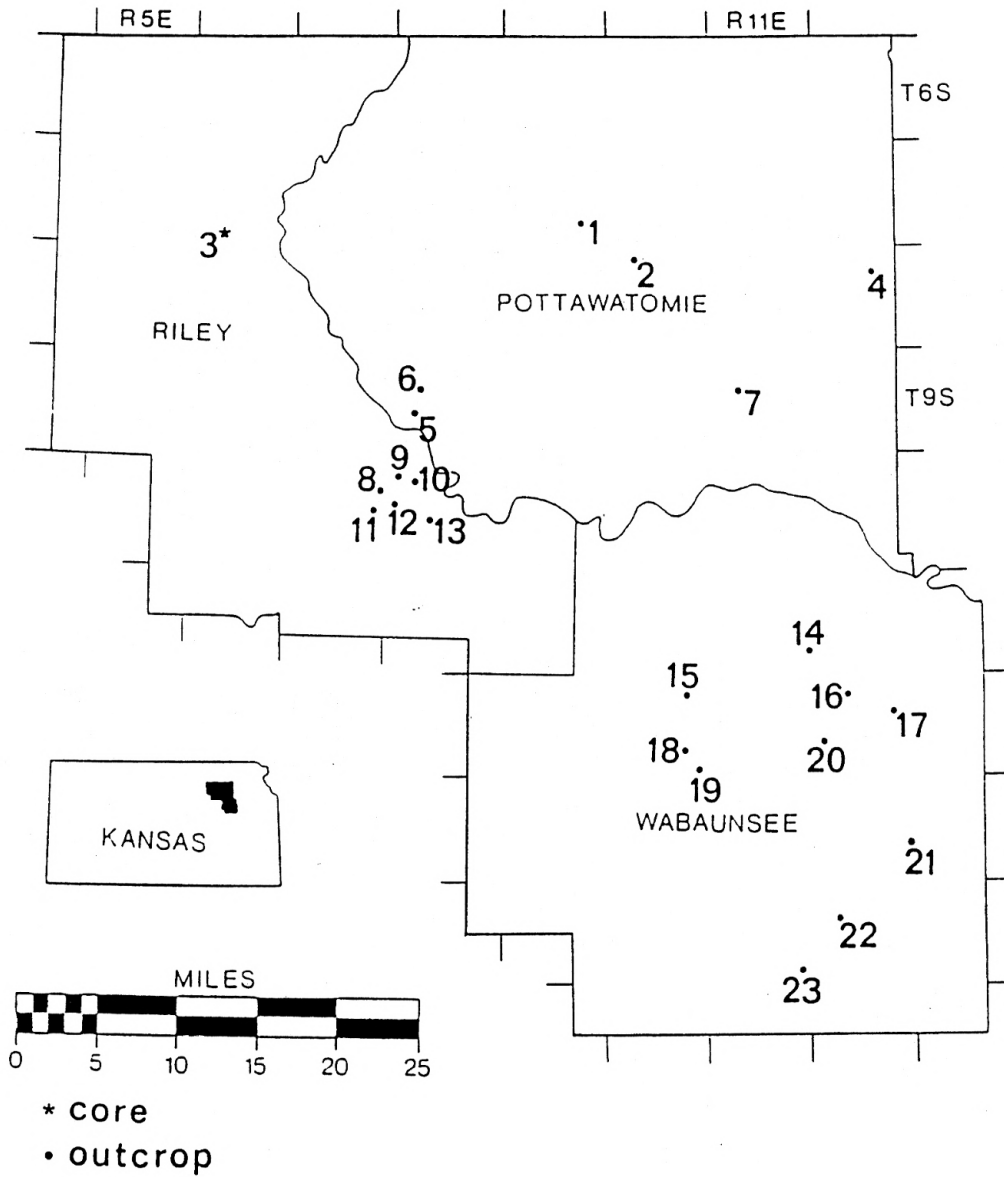 R5E
R11E
T6S
1
3*
2
4
POTTAWATOMIE
RILEY
6
7
T9S
5
9
8
10
11
12
13
14
15
16
17
18
20
19
WABAUNSEE
KANSAS
21
22
MILES
23
0 5 10 15 20 25
* core
• outcrop